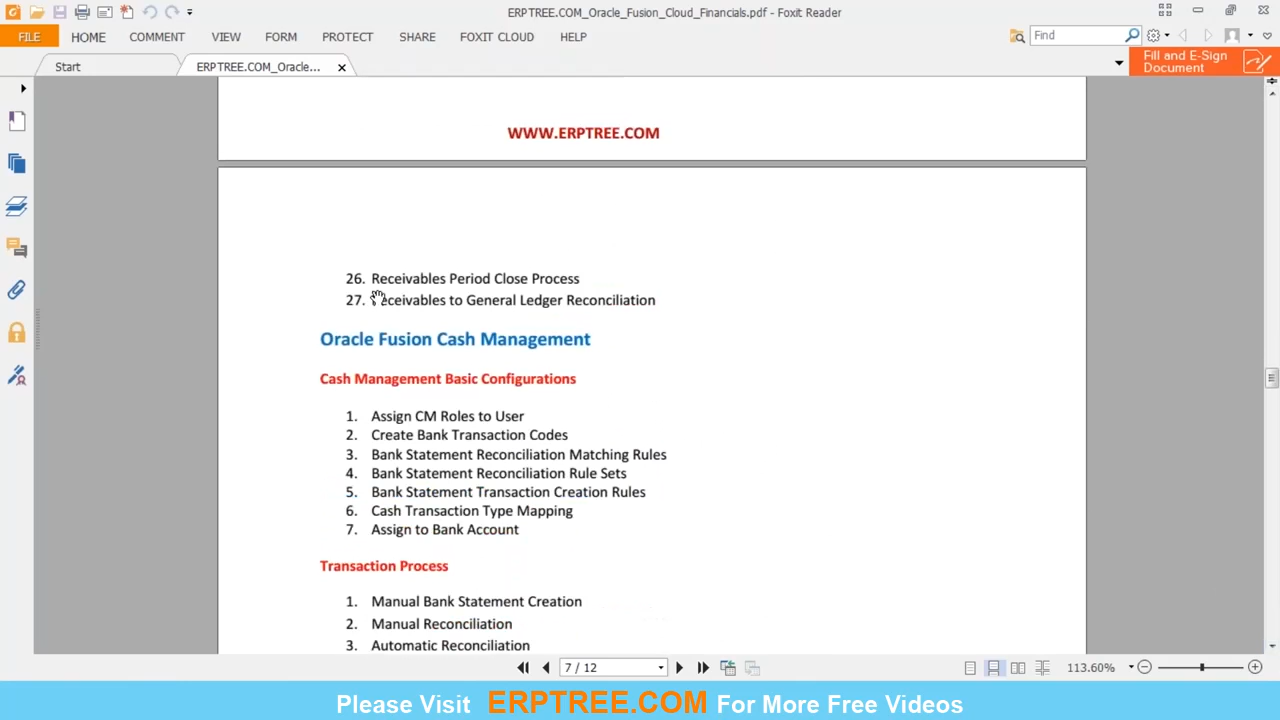 ERPTREE.COM_Oracle_Fusion_Cloud_Financials.pdf - Foxit Reader
FILE HOME COMMENT VIEW FORM PROTECT SHARE FOXIT CLOUD HELP
Find
Start
ERPTREE.COM_Oracle...
Fill and E-Sign
Document
WWW.ERPTREE.COM
26. Receivables Period Close Process
27. Receivables to General Ledger Reconciliation
Oracle Fusion Cash Management
Cash Management Basic Configurations
1. Assign CM Roles to User
2. Create Bank Transaction Codes
3. Bank Statement Reconciliation Matching Rules
4. Bank Statement Reconciliation Rule Sets
5. Bank Statement Transaction Creation Rules
6. Cash Transaction Type Mapping
7. Assign to Bank Account
Transaction Process
1. Manual Bank Statement Creation
2. Manual Reconciliation
3. Automatic Reconciliation
7 / 12
113.60%
Please Visit ERPTREE.COM For More Free Videos